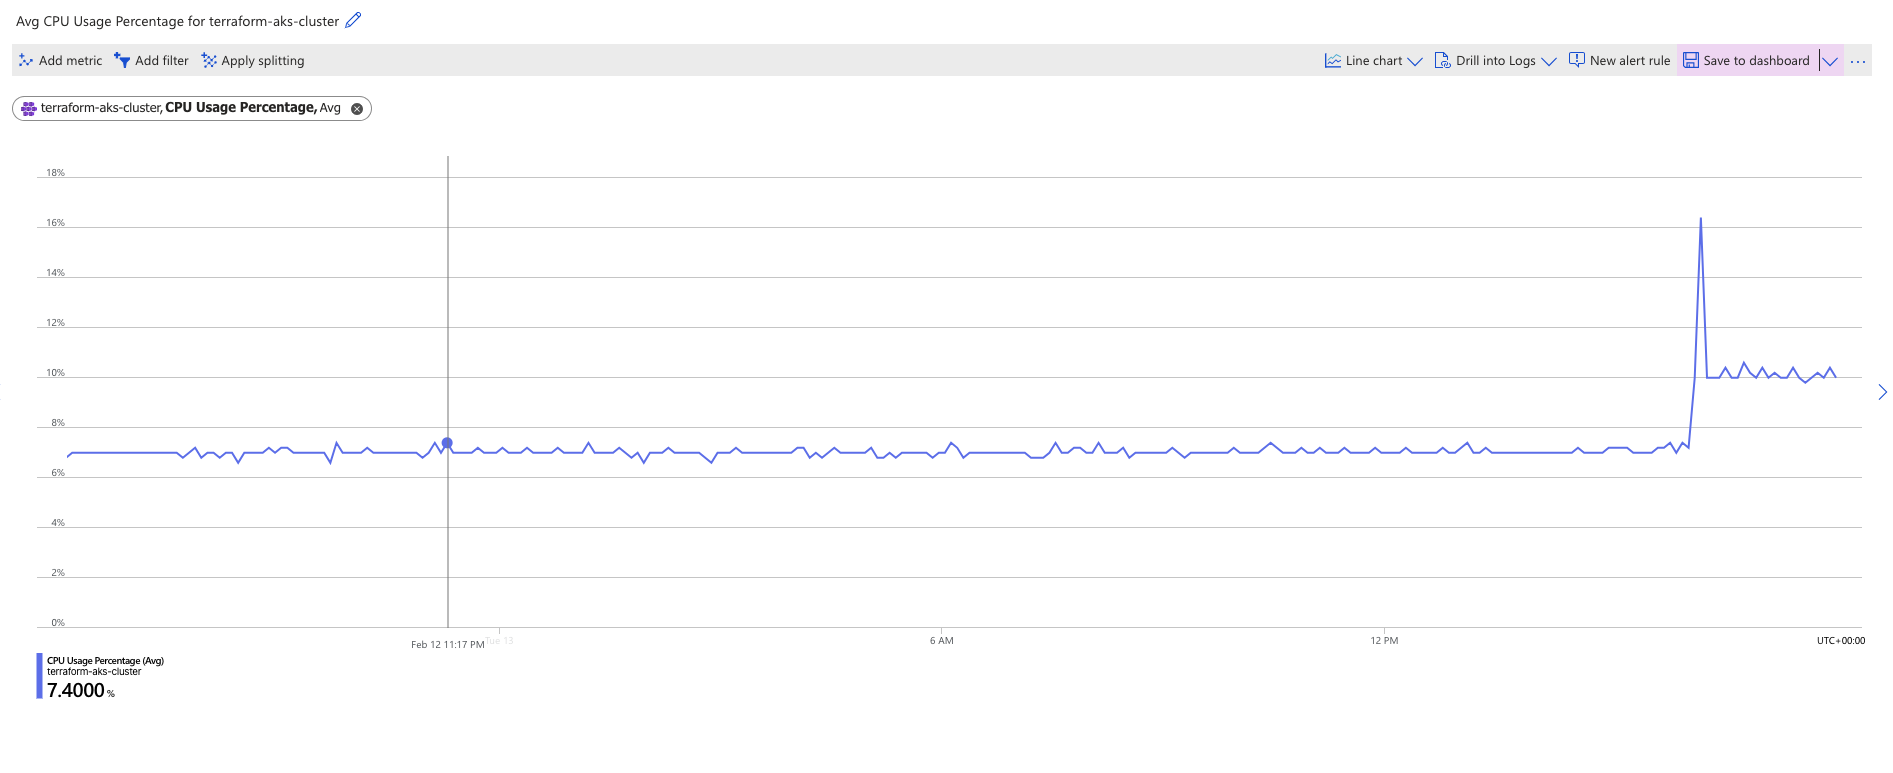 Avg CPU Usage Percentage for terraform-aks-cluster
Add metric Add filter Apply splitting Line chart Drill into Logs New alert rule Save to dashboard
terraform-aks-cluster, CPU Usage Percentage, Avg
18%
16%
14%
12%
10%
8%
6%
4%
2%
0%
Feb 12 11:17 PM Tue 13 6 AM 12 PM UTC+00:00
CPU Usage Percentage (Avg)
terraform-aks-cluster
7.4000 %